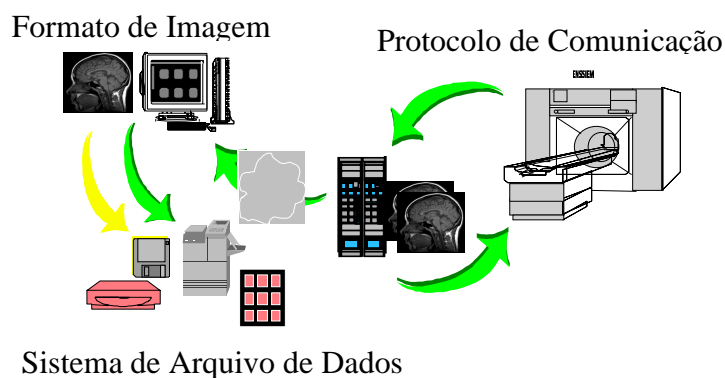 Formato de Imagem
Protocolo de Comunicação
Sistema de Arquivo de Dados